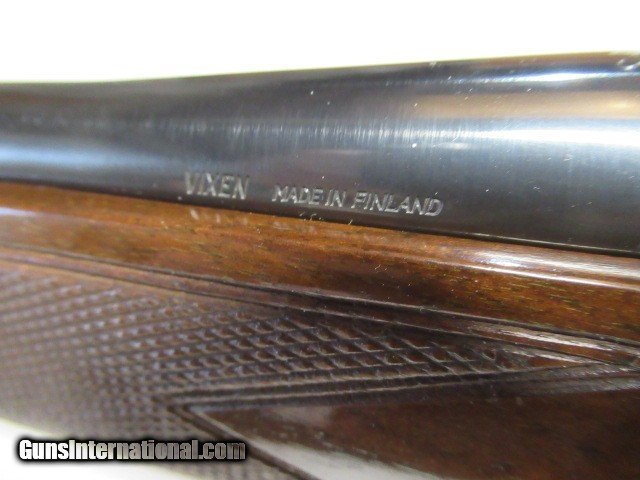 VIXEN MADE IN FINLAND
GunsInternational.com